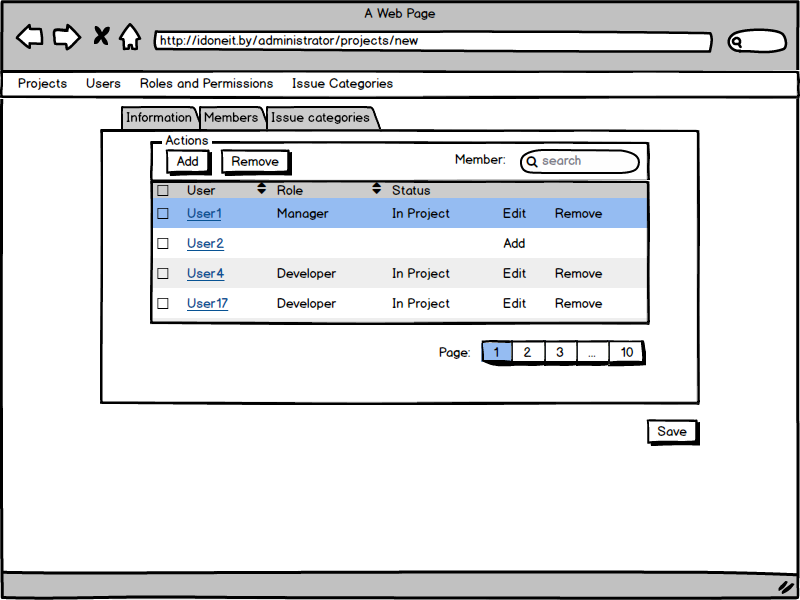 A Web Page
http://idoneit.by/administrator/projects/new
Projects Users Roles and Permissions Issue Categories
Information Members Issue categories
Actions
Add Remove Member: search
User Role Status
User1 Manager In Project Edit Remove
User2 Add
User4 Developer In Project Edit Remove
User17 Developer In Project Edit Remove
Page: 1 2 3 ... 10
Save